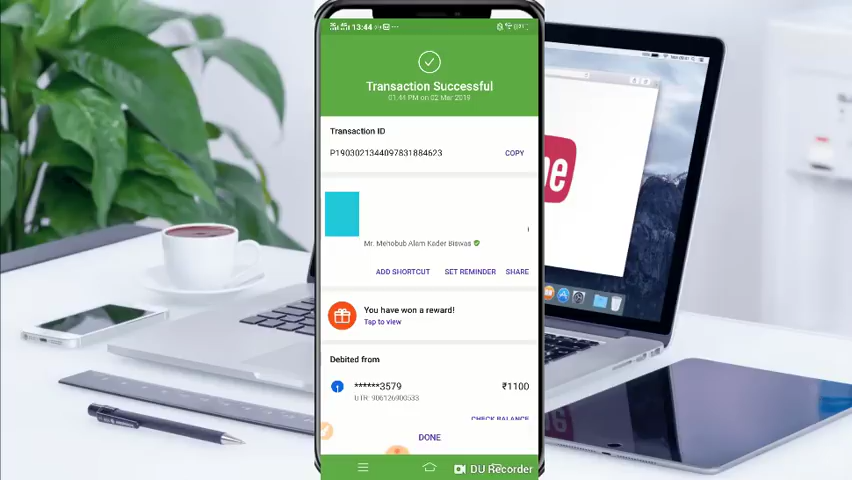 13:44
Transaction Successful
01:44 PM on 02 Mar 2019
Transaction ID
P1903021344097831884623
COPY
Mr. Mehobub Alam Kader Biswas
ADD SHORTCUT SET REMINDER SHARE
You have won a reward!
Tap to view
Debited from
******3579 ₹1100
UTR: 906126900533
CHECK BALANCE
DONE
DU Recorder